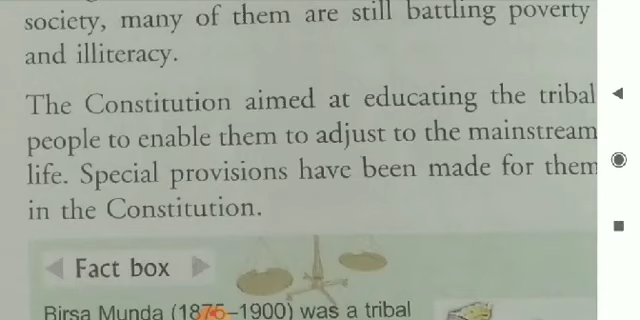 society, many of them are still battling poverty
and illiteracy.
The Constitution aimed at educating the tribal
people to enable them to adjust to the mainstream
life. Special provisions have been made for them
in the Constitution.
Fact box
Birsa Munda (1875–1900) was a tribal